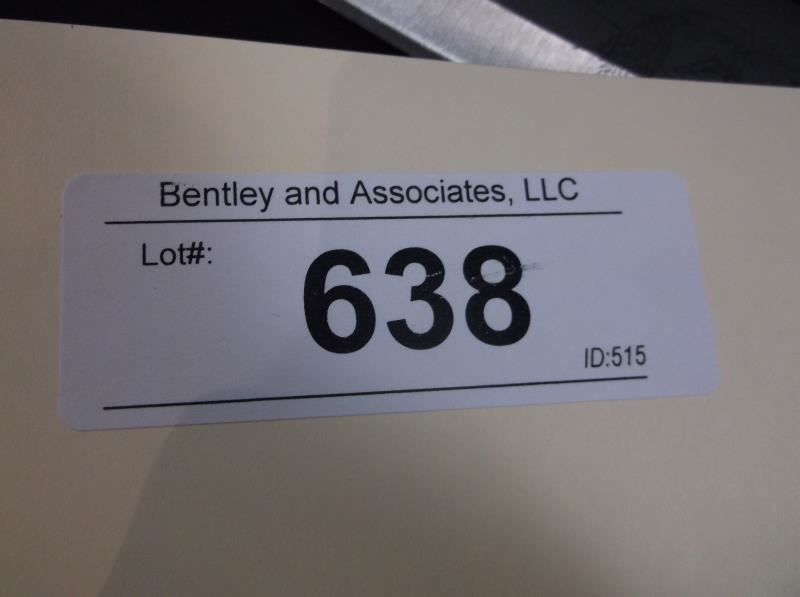 Bentley and Associates, LLC
Lot#:
638
ID:515